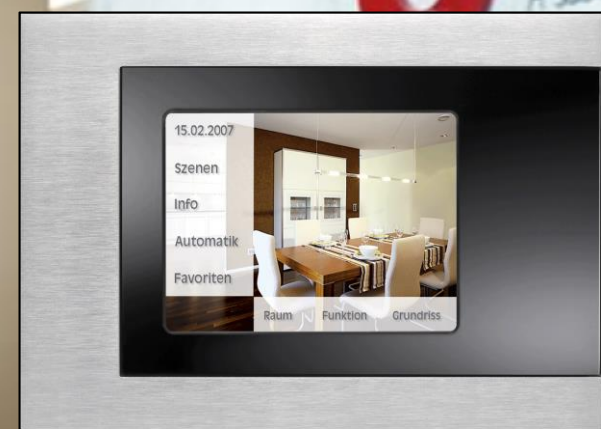 15.02.2007
Szenen
Info
Automatik
Favoriten
Raum Funktion Grundriss